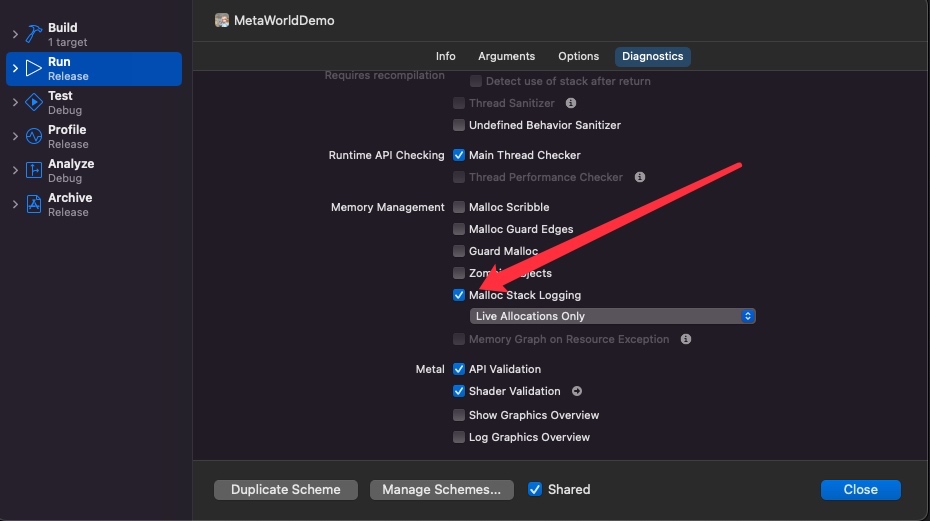 MetaWorldDemo
Build
1 target
Run
Release
Test
Debug
Profile
Release
Analyze
Debug
Archive
Release
Info Arguments Options Diagnostics
Requires recompilation Detect use of stack after return
Thread Sanitizer
Undefined Behavior Sanitizer
Runtime API Checking Main Thread Checker
Thread Performance Checker
Memory Management Malloc Scribble
Malloc Guard Edges
Guard Malloc
Malloc Stack Logging
Live Allocations Only
Memory Graph on Resource Exception
Metal API Validation
Shader Validation
Show Graphics Overview
Log Graphics Overview
Duplicate Scheme Manage Schemes... Shared Close